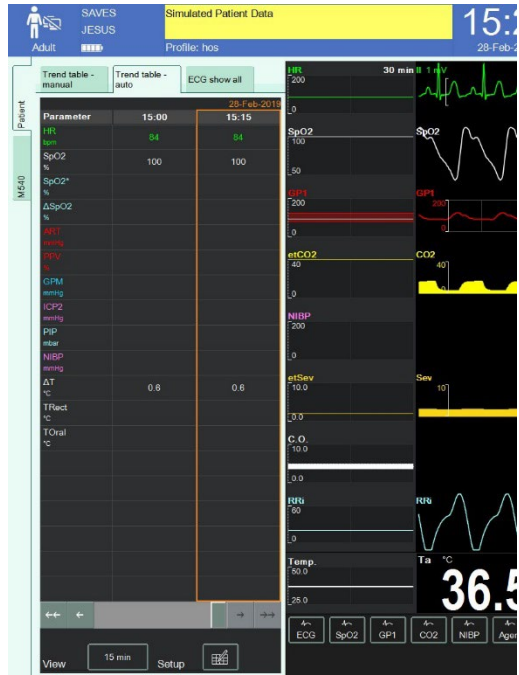 SAVES
JESUS
Adult
Simulated Patient Data
Profile: hos
15:2
28-Feb-2
Patient
M540
Trend table - manual
Trend table - auto
ECG show all
28-Feb-2019
Parameter 15:00 15:15
HR bpm 84 84
SpO2 % 100 100
SpO2* %
ΔSpO2 %
ART mmHg
PPV %
GPM mmHg
ICP2 mmHg
PIP mbar
NIBP mmHg
ΔT °C 0.6 0.6
TRect °C
TOral °C
View 15 min Setup
HR 30 min
200
0
SpO2
100
50
GP1
200
0
etCO2
40
0
NIBP
200
0
etSev
10.0
0.0
C.O.
10.0
0.0
RRi
60
0
Temp.
50.0
25.0
II 1 mV
SpO2
GP1
200
0
CO2
40
0
Sev
10
RRi
Ta °C
36.5
ECG SpO2 GP1 CO2 NIBP Agen